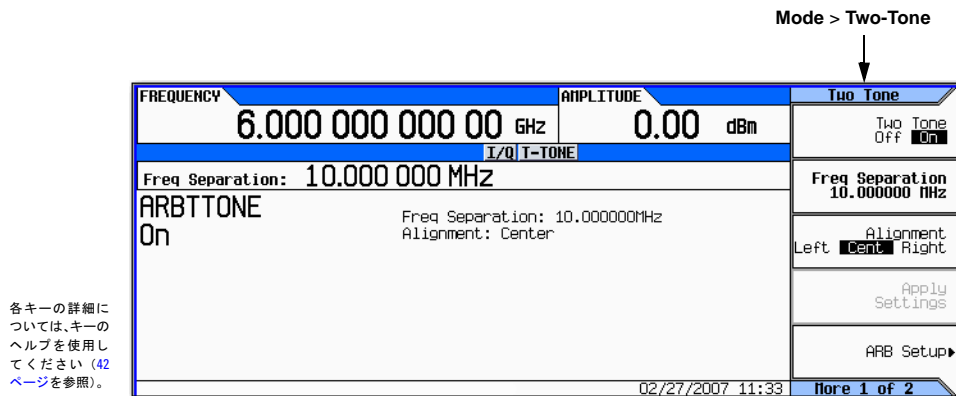 Mode > Two-Tone
FREQUENCY
AMPLITUDE
6.000 000 000 00 GHz
0.00 dBm
I/Q T-TONE
Freq Separation: 10.000 000 MHz
ARBTTONE
On
Freq Separation: 10.000000MHz
Alignment: Center
02/27/2007 11:33
Two Tone
Two Tone
Off On
Freq Separation
10.000000 MHz
Alignment
Left Cent Right
Apply
Settings
ARB Setup
More 1 of 2
各キーの詳細に
ついては、キーの
ヘルプを使用し
てください（42
ページを参照）。